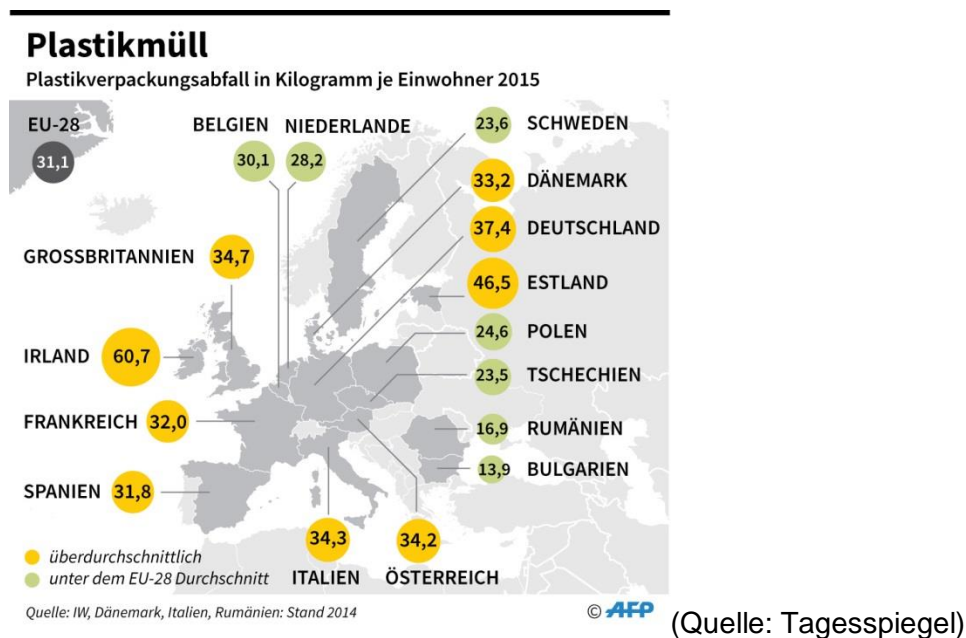 Plastikmüll
Plastikverpackungsabfall in Kilogramm je Einwohner 2015
EU-28
31,1
BELGIEN
30,1
NIEDERLANDE
28,2
23,6 SCHWEDEN
33,2 DÄNEMARK
37,4 DEUTSCHLAND
46,5 ESTLAND
24,6 POLEN
23,5 TSCHECHIEN
16,9 RUMÄNIEN
13,9 BULGARIEN
GROSSBRITANNIEN 34,7
IRLAND 60,7
FRANKREICH 32,0
SPANIEN 31,8
34,3
ITALIEN
34,2
ÖSTERREICH
überdurchschnittlich
unter dem EU-28 Durchschnitt
Quelle: IW, Dänemark, Italien, Rumänien: Stand 2014
© AFP
(Quelle: Tagesspiegel)